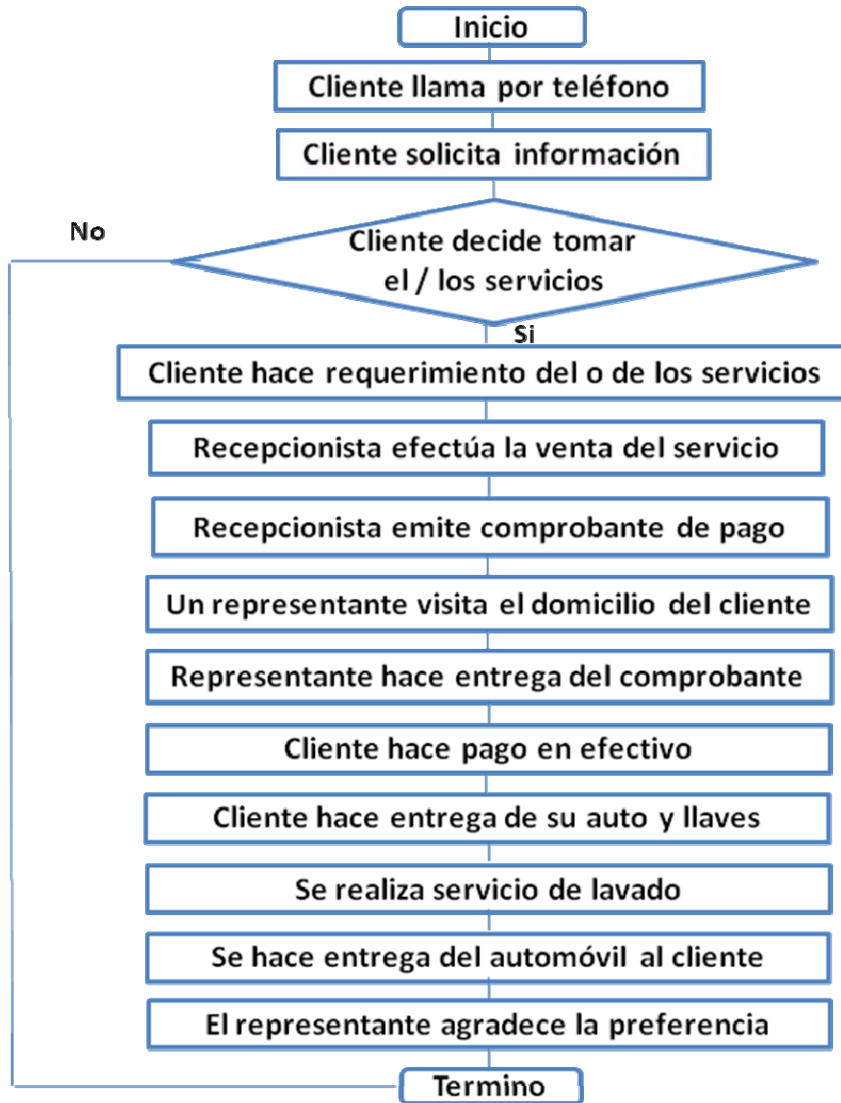 Inicio
Cliente llama por teléfono
Cliente solicita información
No
Cliente decide tomar
el / los servicios
Si
Cliente hace requerimiento del o de los servicios
Recepcionista efectúa la venta del servicio
Recepcionista emite comprobante de pago
Un representante visita el domicilio del cliente
Representante hace entrega del comprobante
Cliente hace pago en efectivo
Cliente hace entrega de su auto y llaves
Se realiza servicio de lavado
Se hace entrega del automóvil al cliente
El representante agradece la preferencia
Termino